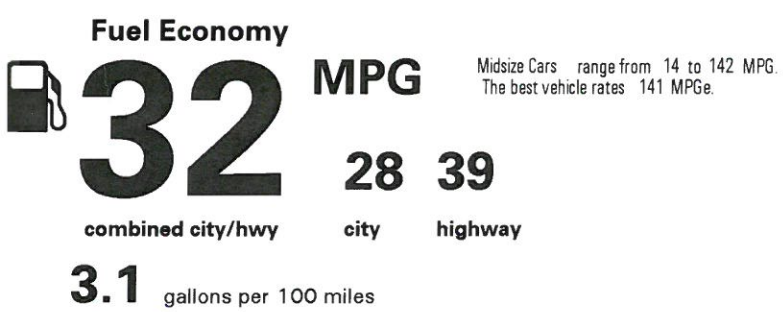 Fuel Economy
32 MPG
Midsize Cars range from 14 to 142 MPG.
The best vehicle rates 141 MPGe.
28 39
combined city/hwy city highway
3.1 gallons per 100 miles